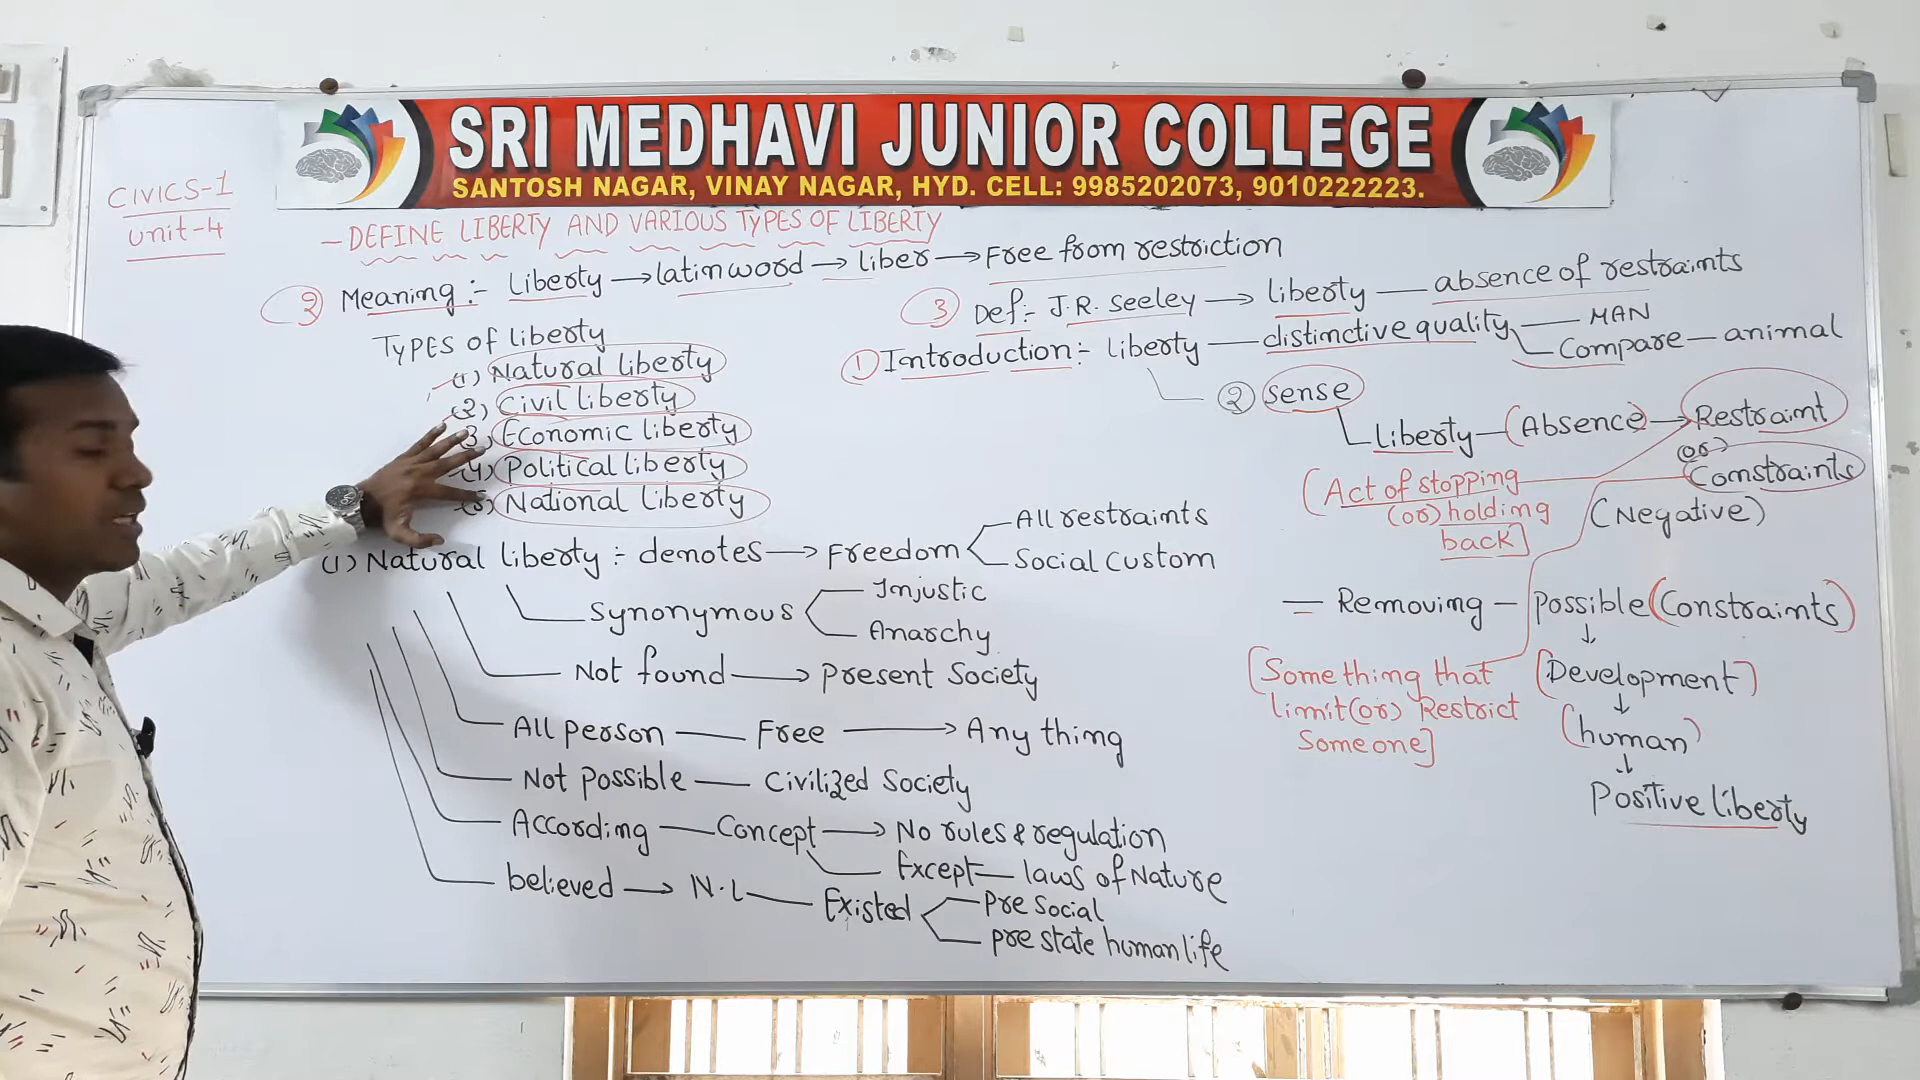 SRI MEDHAVI JUNIOR COLLEGE
SANTOSH NAGAR, VINAY NAGAR, HYD. CELL: 9985202073, 9010222223.
CIVICS-1
Unit-4
- DEFINE LIBERTY AND VARIOUS TYPES OF LIBERTY
2 Meaning :- Liberty → latin word → liber → Free from restriction
TYPES of liberty
(1) Natural liberty
(2) Civil liberty
(3) Economic liberty
(4) Political liberty
(5) National liberty
3 Def:- J.R. Seeley → liberty — absence of restraints
1 Introduction:- liberty — distinctive quality — MAN
Compare — animal
2 Sense
Liberty — (Absence) → Restraint
(or)
Constraints
(Act of stopping
(or) holding
back]
(Negative)
— Removing — possible (Constraints)
↓
[Something that
limit (or) Restrict
Someone]
(Development)
↓
(human)
↓
Positive liberty
(1) Natural liberty :- denotes → Freedom
All restraints
Social Custom
Synonymous
Injustic
Anarchy
Not found → present Society
All person — Free → Any thing
Not possible — Civilized Society
According — Concept → No rules & regulation
Except — laws of Nature
believed → N.L — Existed
Pre Social
pre state human life